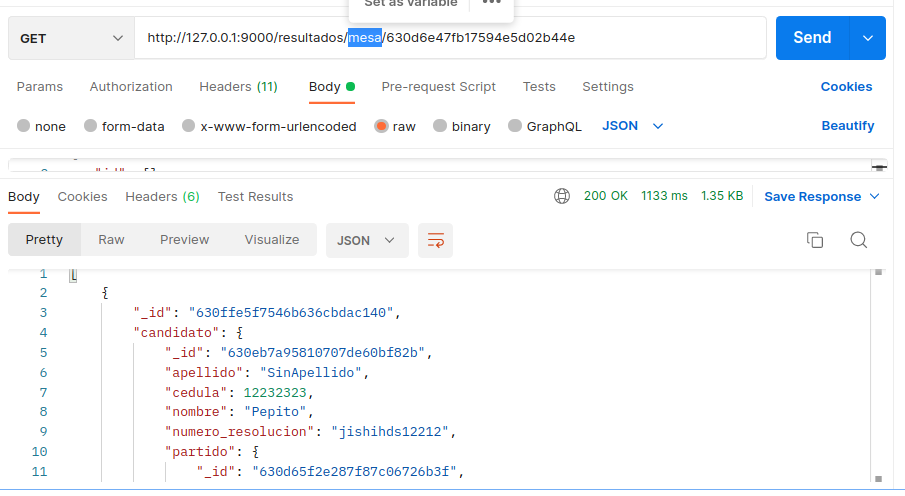 Set as variable
GET http://127.0.0.1:9000/resultados/mesa/630d6e47fb17594e5d02b44e Send
Params Authorization Headers (11) Body Pre-request Script Tests Settings Cookies
none form-data x-www-form-urlencoded raw binary GraphQL JSON Beautify
"id": []
Body Cookies Headers (6) Test Results 200 OK 1133 ms 1.35 KB Save Response
Pretty Raw Preview Visualize JSON
1 [
2 {
3 "_id": "630ffe5f7546b636cbdac140",
4 "candidato": {
5 "_id": "630eb7a95810707de60bf82b",
6 "apellido": "SinApellido",
7 "cedula": 12232323,
8 "nombre": "Pepito",
9 "numero_resolucion": "jishihds12212",
10 "partido": {
11 "_id": "630d65f2e287f87c06726b3f",